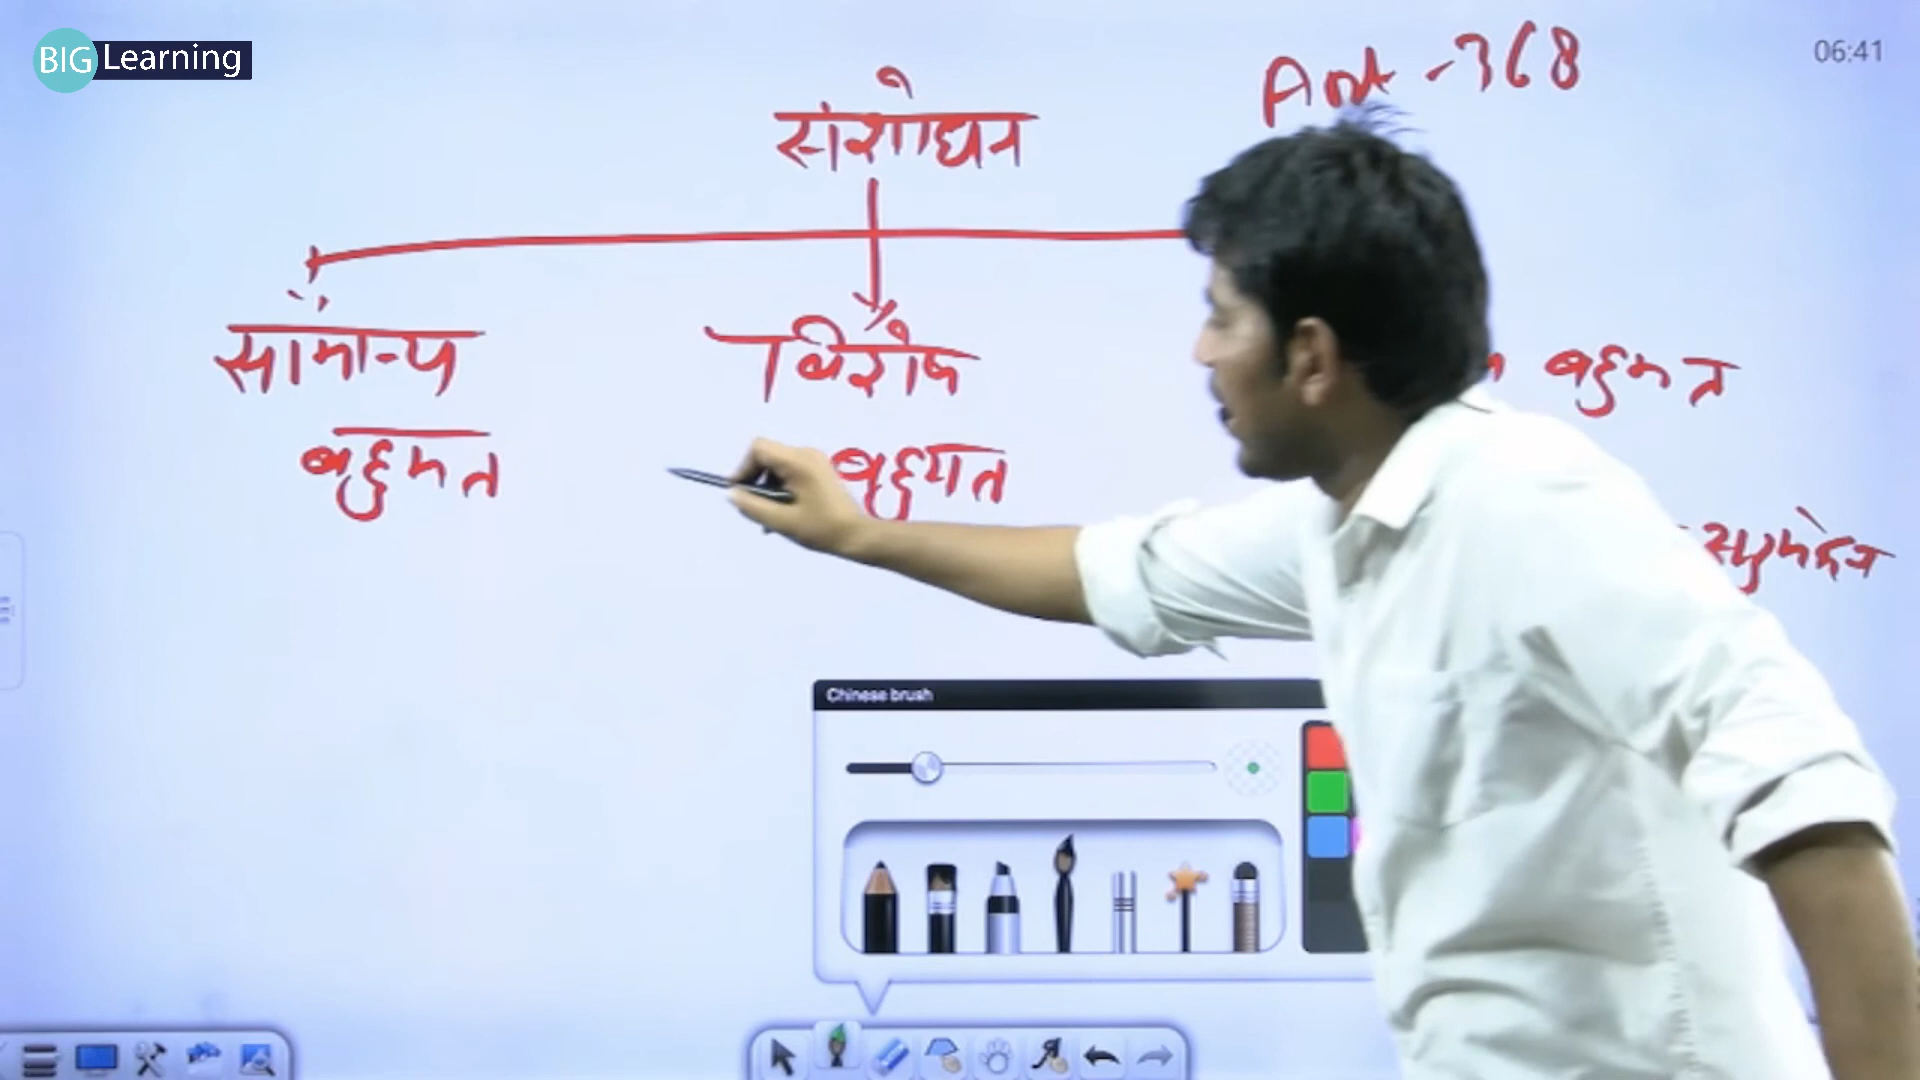 BIG Learning
06:41
Art - 368
संशोधन
सामान्य
बहुमत
विशेष
बहुमत
बहुमत
Chinese brush